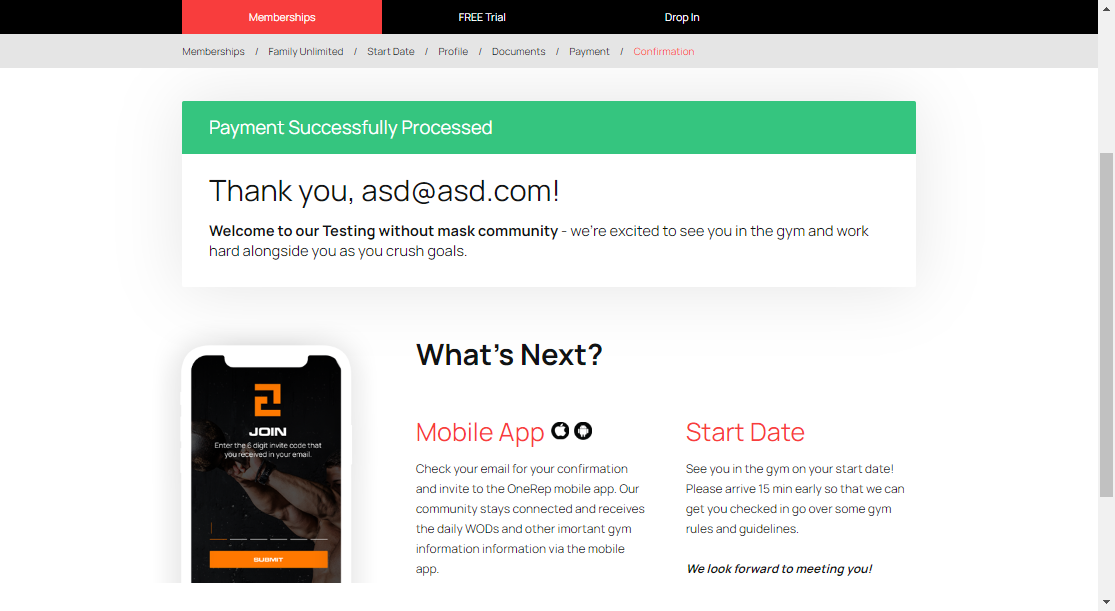 Memberships FREE Trial Drop In
Memberships / Family Unlimited / Start Date / Profile / Documents / Payment / Confirmation
Payment Successfully Processed
Thank you, asd@asd.com!
Welcome to our Testing without mask community - we're excited to see you in the gym and work
hard alongside you as you crush goals.
JOIN
Enter the 6 digit invite code that
you received in your email.
SUBMIT
What's Next?
Mobile App
Check your email for your confirmation
and invite to the OneRep mobile app. Our
community stays connected and receives
the daily WODs and other imortant gym
information information via the mobile
app.
Start Date
See you in the gym on your start date!
Please arrive 15 min early so that we can
get you checked in go over some gym
rules and guidelines.
We look forward to meeting you!